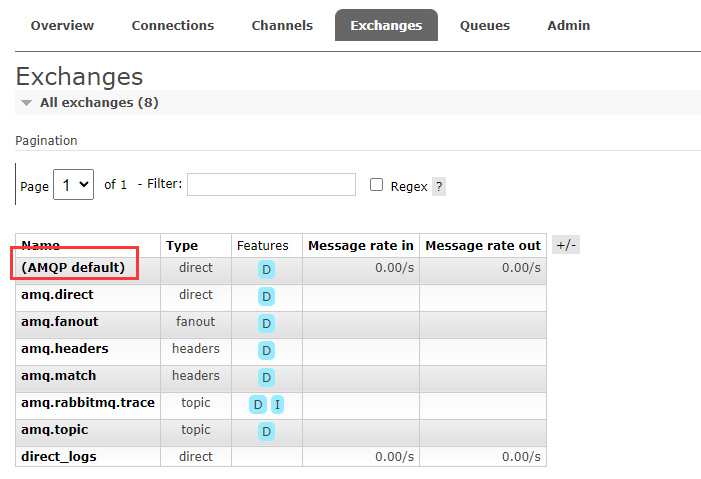 Overview Connections Channels Exchanges Queues Admin
Exchanges
All exchanges (8)
Pagination
Page 1 of 1 - Filter: Regex ?
Name Type Features Message rate in Message rate out +/-
(AMQP default) direct D 0.00/s 0.00/s
amq.direct direct D
amq.fanout fanout D
amq.headers headers D
amq.match headers D
amq.rabbitmq.trace topic D I
amq.topic topic D
direct_logs direct 0.00/s 0.00/s